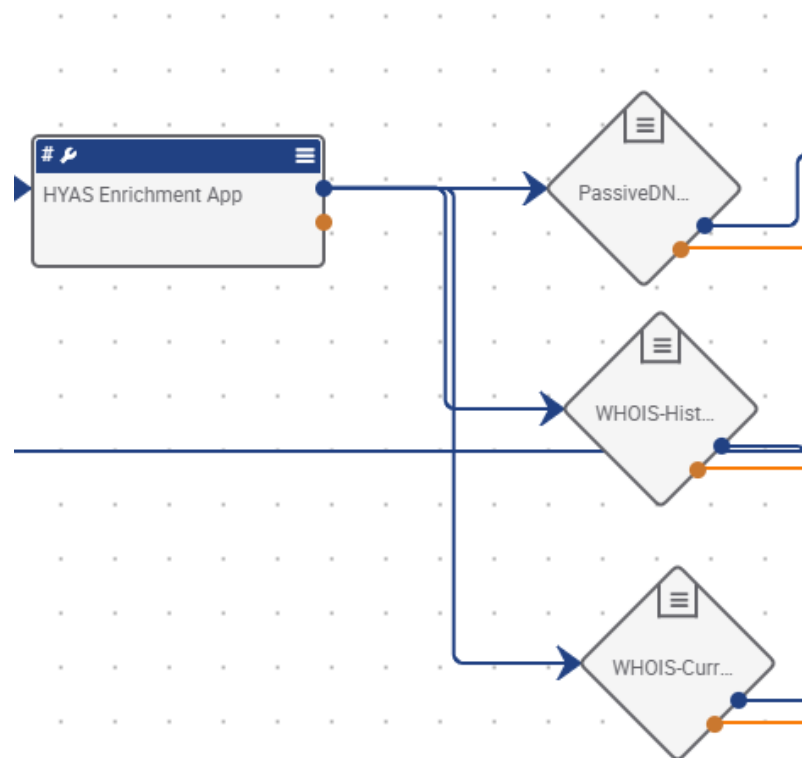 #
HYAS Enrichment App
PassiveDN...
WHOIS-Hist...
WHOIS-Curr...